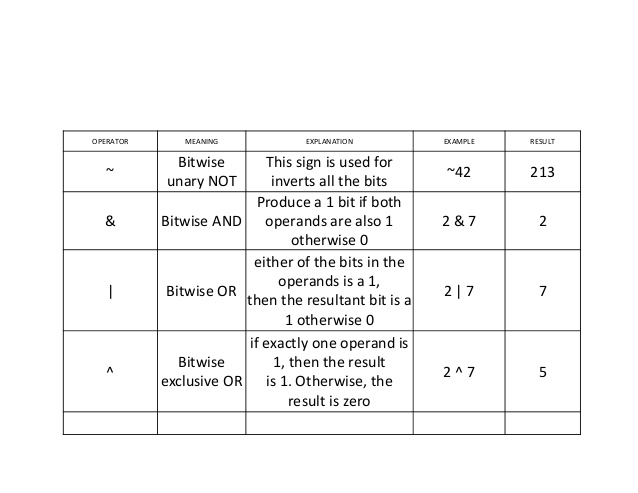 OPERATOR MEANING EXPLANATION EXAMPLE RESULT
~ Bitwise unary NOT This sign is used for inverts all the bits ~42 213
& Bitwise AND Produce a 1 bit if both operands are also 1 otherwise 0 2 & 7 2
| Bitwise OR either of the bits in the operands is a 1, then the resultant bit is a 1 otherwise 0 2 | 7 7
^ Bitwise exclusive OR if exactly one operand is 1, then the result is 1. Otherwise, the result is zero 2 ^ 7 5